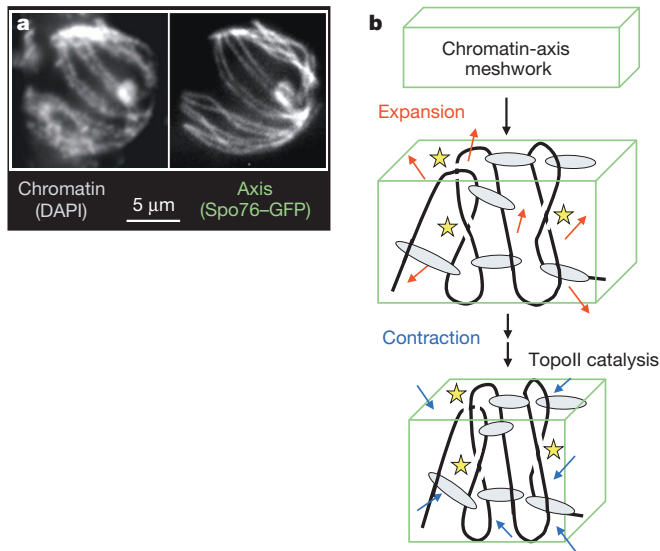 a
Chromatin
(DAPI)
5 μm
Axis
(Spo76–GFP)
b
Chromatin-axis
meshwork
Expansion
Contraction
TopoII catalysis